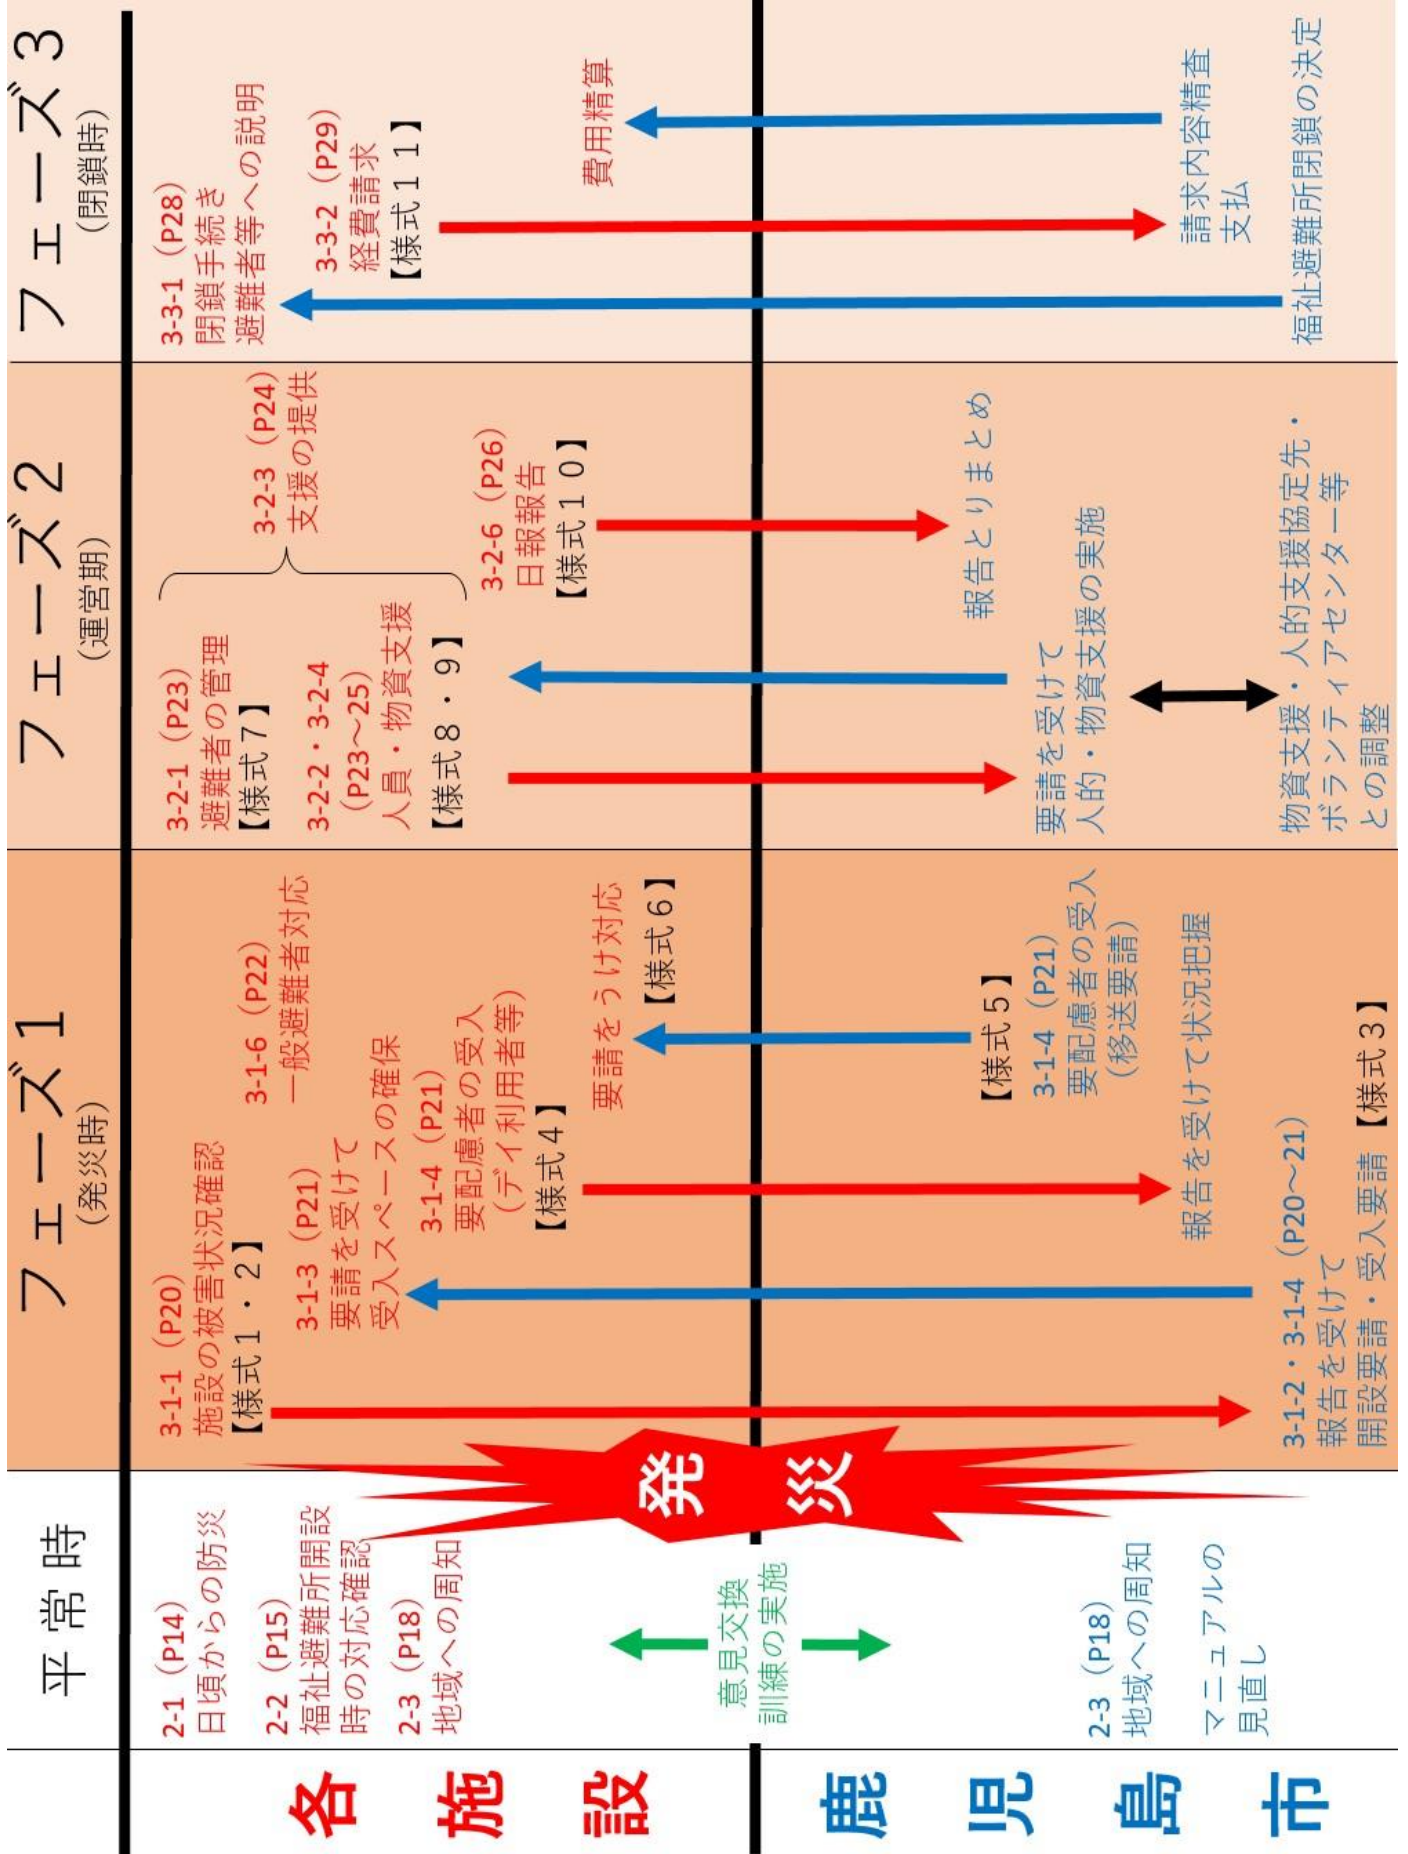 平常時
フェーズ１
（発災時）
フェーズ２
（運営期）
フェーズ３
（閉鎖時）
各施設
2-1（P14）
日頃からの防災
2-2（P15）
福祉避難所開設
時の対応確認
2-3（P18）
地域への周知
3-1-1（P20）
施設の被害状況確認
【様式１・２】
3-1-3（P21）
要請を受けて
受入スペースの確保
3-1-6（P22）
一般避難者対応
3-1-4（P21）
要配慮者の受入
（デイ利用者等）
【様式４】
要請をうけ対応
【様式６】
3-2-1（P23）
避難者の管理
【様式７】
3-2-2・3-2-4
（P23～25）
人員・物資支援
【様式８・９】
3-2-3（P24）
支援の提供
3-2-6（P26）
日報報告
【様式１０】
3-3-1（P28）
閉鎖手続き
避難者等への説明
3-3-2（P29）
経費請求
【様式１１】
費用精算
意見交換
訓練の実施
発
災
鹿児島市
2-3（P18）
地域への周知
マニュアルの
見直し
3-1-2・3-1-4（P20～21）
報告を受けて
開設要請・受入要請【様式３】
報告を受けて状況把握
【様式５】
3-1-4（P21）
要配慮者の受入
（移送要請）
要請を受けて
人的・物資支援の実施
報告とりまとめ
物資支援・人的支援協定先・
ボランティアセンター等
との調整
請求内容精査
支払
福祉避難所閉鎖の決定